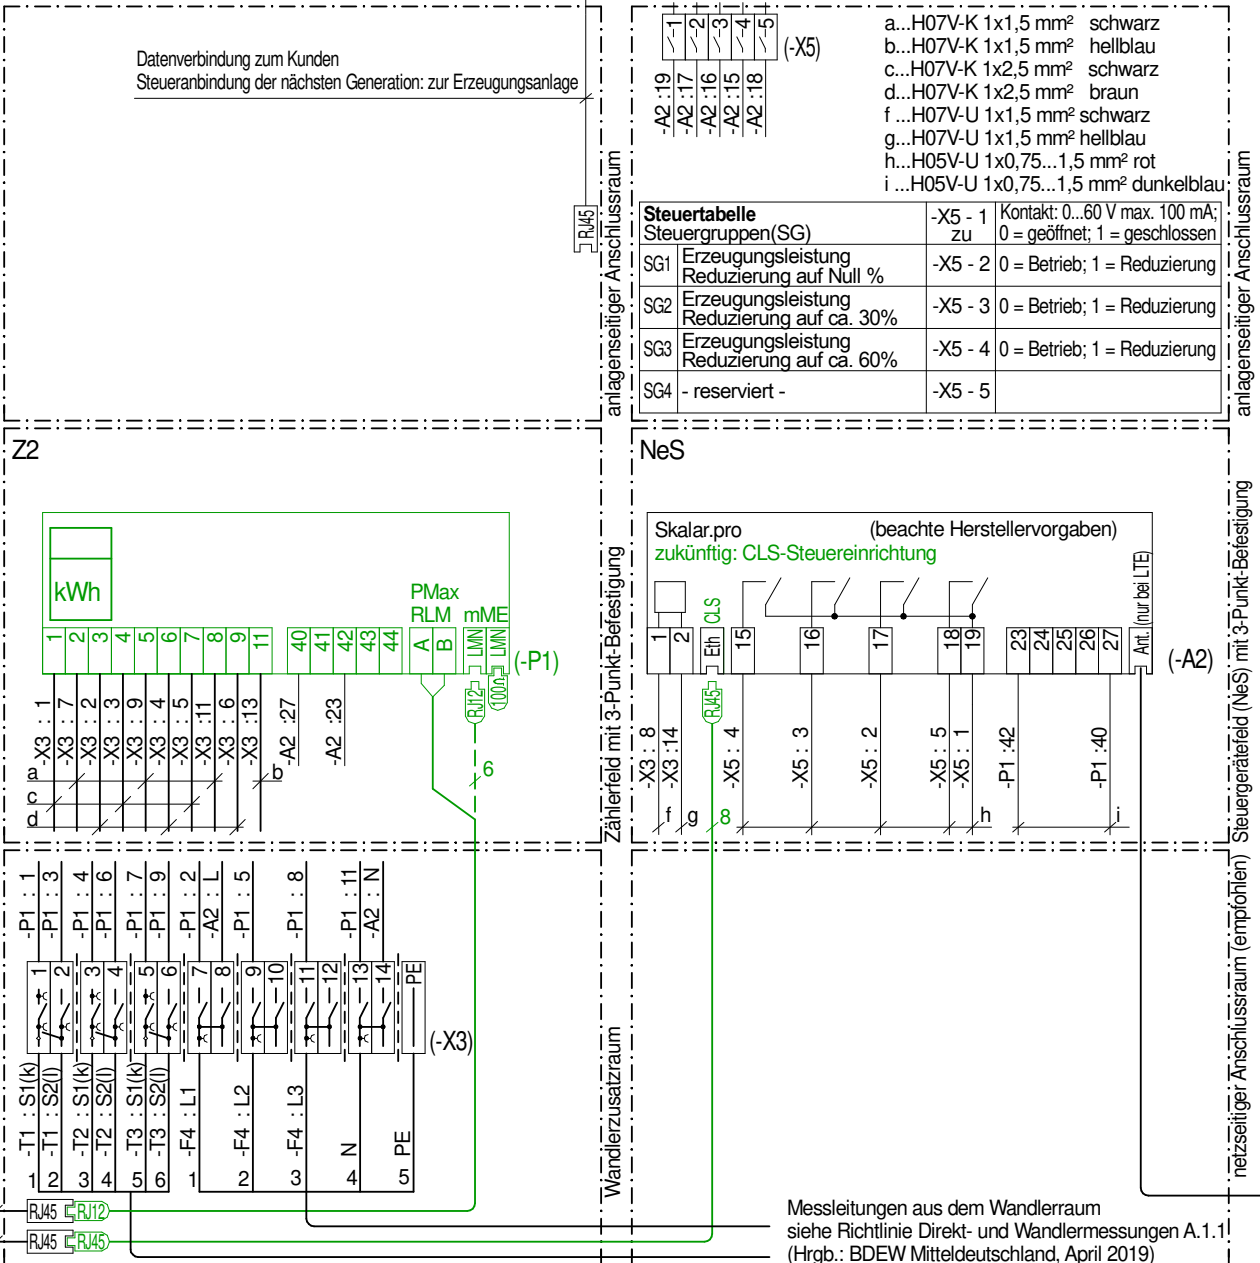 Datenverbindung zum Kunden
Steueranbindung der nächsten Generation: zur Erzeugungsanlage
RJ45
anlagenseitiger Anschlussraum
1 2 3 4 5
(-X5)
-A2 :19
-A2 :17
-A2 :16
-A2 :15
-A2 :18
a...H07V-K 1x1,5 mm² schwarz
b...H07V-K 1x1,5 mm² hellblau
c...H07V-K 1x2,5 mm² schwarz
d...H07V-K 1x2,5 mm² braun
f ...H07V-U 1x1,5 mm² schwarz
g...H07V-U 1x1,5 mm² hellblau
h...H05V-U 1x0,75...1,5 mm² rot
i ...H05V-U 1x0,75...1,5 mm² dunkelblau
Steuertabelle
Steuergruppen(SG)
-X5 - 1
zu
Kontakt: 0...60 V max. 100 mA;
0 = geöffnet; 1 = geschlossen
SG1 Erzeugungsleistung
Reduzierung auf Null %
-X5 - 2 0 = Betrieb; 1 = Reduzierung
SG2 Erzeugungsleistung
Reduzierung auf ca. 30%
-X5 - 3 0 = Betrieb; 1 = Reduzierung
SG3 Erzeugungsleistung
Reduzierung auf ca. 60%
-X5 - 4 0 = Betrieb; 1 = Reduzierung
SG4 - reserviert -
-X5 - 5
anlagenseitiger Anschlussraum
Z2
kWh
PMax
RLM mME
1 2 3 4 5 6 7 8 9 11
40 41 42 43 44
A B
LMN LMN
(-P1)
RJ12
100Ω
-X3 : 1
-X3 : 7
-X3 : 2
-X3 : 3
-X3 : 9
-X3 : 4
-X3 : 5
-X3 :11
-X3 : 6
-X3 :13
-A2 :27
-A2 :23
a
b
c
d
6
Zählerfeld mit 3-Punkt-Befestigung
NeS
Skalar.pro (beachte Herstellervorgaben)
zukünftig: CLS-Steuereinrichtung
1 2
Eth CLS
15 16 17 18 19
23 24 25 26 27
Ant. (nur bei LTE)
(-A2)
RJ45
-X3 : 8
-X3 :14
-X5 : 4
-X5 : 3
-X5 : 2
-X5 : 5
-X5 : 1
-P1 :42
-P1 :40
f g 8 h i
Steuergerätefeld (NeS) mit 3-Punkt-Befestigung
-P1 : 1
-P1 : 3
-P1 : 4
-P1 : 6
-P1 : 7
-P1 : 9
-P1 : 2
-A2 : L
-P1 : 5
-P1 : 8
-P1 : 11
-A2 : N
1 2 3 4 5 6 7 8 9 10 11 12 13 14 PE
(-X3)
-T1 : S1(k)
-T1 : S2(l)
-T2 : S1(k)
-T2 : S2(l)
-T3 : S1(k)
-T3 : S2(l)
-F4 : L1
-F4 : L2
-F4 : L3
N
PE
1 2 3 4 5 6 1 2 3 4 5
RJ45 RJ12
RJ45 RJ45
Wandlerzusatzraum
netzseitiger Anschlussraum (empfohlen)
Messleitungen aus dem Wandlerraum
siehe Richtlinie Direkt- und Wandlermessungen A.1.1
(Hrgb.: BDEW Mitteldeutschland, April 2019)